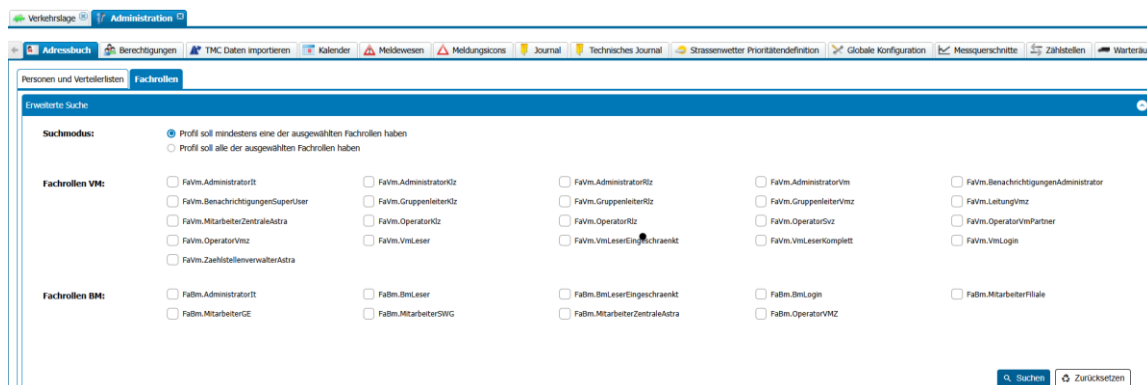 Verkehrslage Administration
Adressbuch Berechtigungen TMC Daten importieren Kalender Meldewesen Meldungsicons Journal Technisches Journal Strassenwetter Prioritätendefinition Globale Konfiguration Messquerschnitte Zählstellen Warteräu
Personen und Verteilerlisten Fachrollen
Erweiterte Suche
Suchmodus: Profil soll mindestens eine der ausgewählten Fachrollen haben
Profil soll alle der ausgewählten Fachrollen haben
Fachrollen VM: FaVm.AdministratorIt FaVm.AdministratorKlz FaVm.AdministratorRlz FaVm.AdministratorVm FaVm.BenachrichtigungenAdministrator
FaVm.BenachrichtigungenSuperUser FaVm.GruppenleiterKlz FaVm.GruppenleiterRlz FaVm.GruppenleiterVmz FaVm.LeitungVmz
FaVm.MitarbeiterZentraleAstra FaVm.OperatorKlz FaVm.OperatorRlz FaVm.OperatorSvz FaVm.OperatorVmPartner
FaVm.OperatorVmz FaVm.VmLeser FaVm.VmLeserEingeschraenkt FaVm.VmLeserKomplett FaVm.VmLogin
FaVm.ZaehlstellenverwalterAstra
Fachrollen BM: FaBm.AdministratorIt FaBm.BmLeser FaBm.BmLeserEingeschraenkt FaBm.BmLogin FaBm.MitarbeiterFiliale
FaBm.MitarbeiterGE FaBm.MitarbeiterSWG FaBm.MitarbeiterZentraleAstra FaBm.OperatorVMZ
Suchen Zurücksetzen